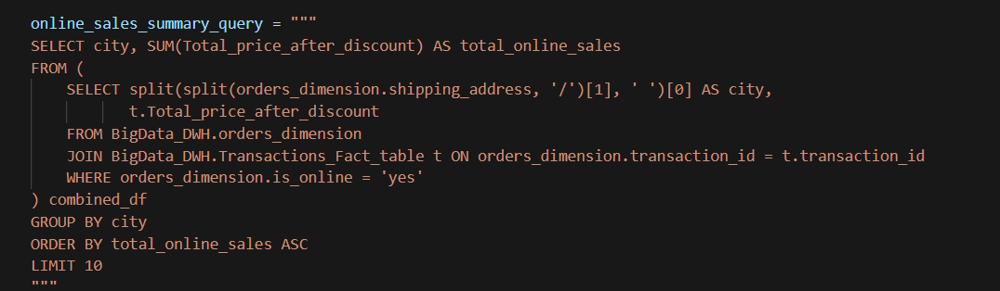 online_sales_summary_query = """
SELECT city, SUM(Total_price_after_discount) AS total_online_sales
FROM (
    SELECT split(split(orders_dimension.shipping_address, '/')[1], ' ')[0] AS city,
           t.Total_price_after_discount
    FROM BigData_DWH.orders_dimension
    JOIN BigData_DWH.Transactions_Fact_table t ON orders_dimension.transaction_id = t.transaction_id
    WHERE orders_dimension.is_online = 'yes'
) combined_df
GROUP BY city
ORDER BY total_online_sales ASC
LIMIT 10
"""